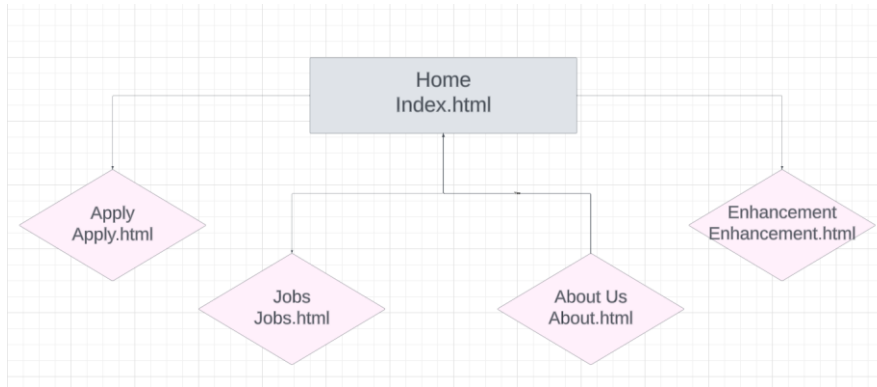 Home
Index.html
Apply
Apply.html
Enhancement
Enhancement.html
Jobs
Jobs.html
About Us
About.html